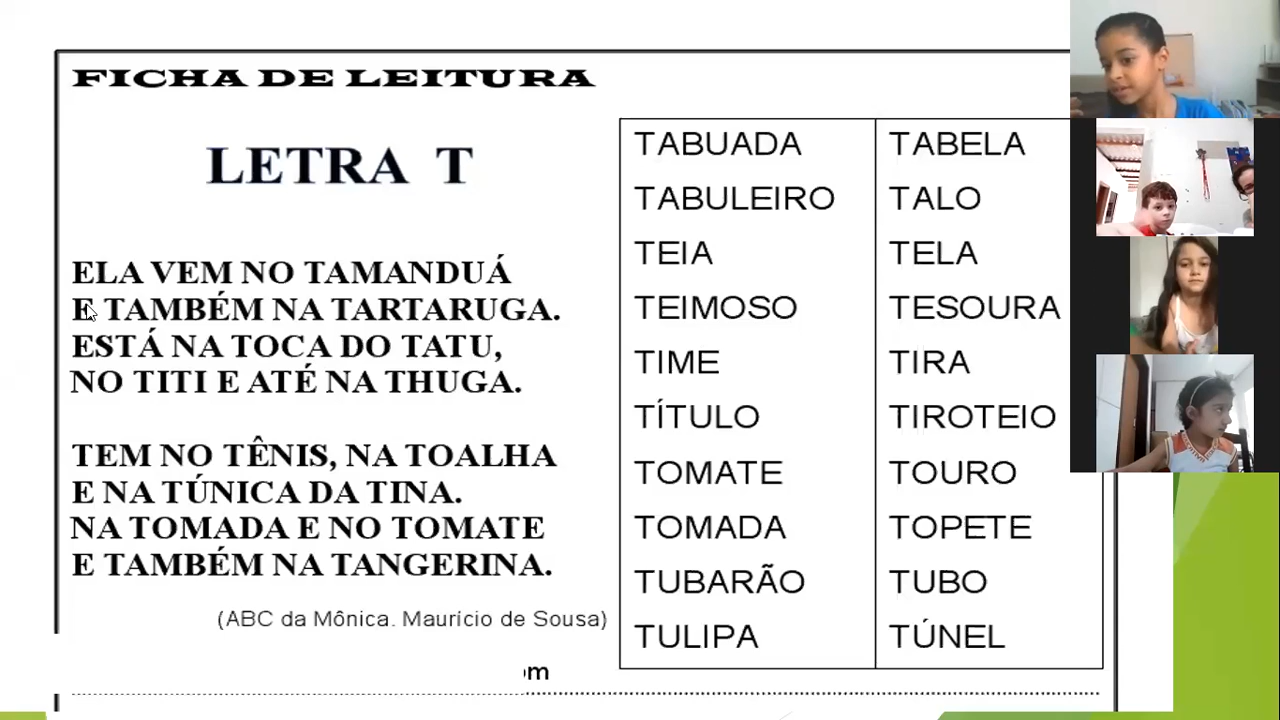 FICHA DE LEITURA
LETRA T
ELA VEM NO TAMANDUÁ
E TAMBÉM NA TARTARUGA.
ESTÁ NA TOCA DO TATU,
NO TITI E ATÉ NA THUGA.
TEM NO TÊNIS, NA TOALHA
E NA TÚNICA DA TINA.
NA TOMADA E NO TOMATE
E TAMBÉM NA TANGERINA.
(ABC da Mônica. Maurício de Sousa)
TABUADA TABELA
TABULEIRO TALO
TEIA TELA
TEIMOSO TESOURA
TIME TIRA
TÍTULO TIROTEIO
TOMATE TOURO
TOMADA TOPETE
TUBARÃO TUBO
TULIPA TÚNEL